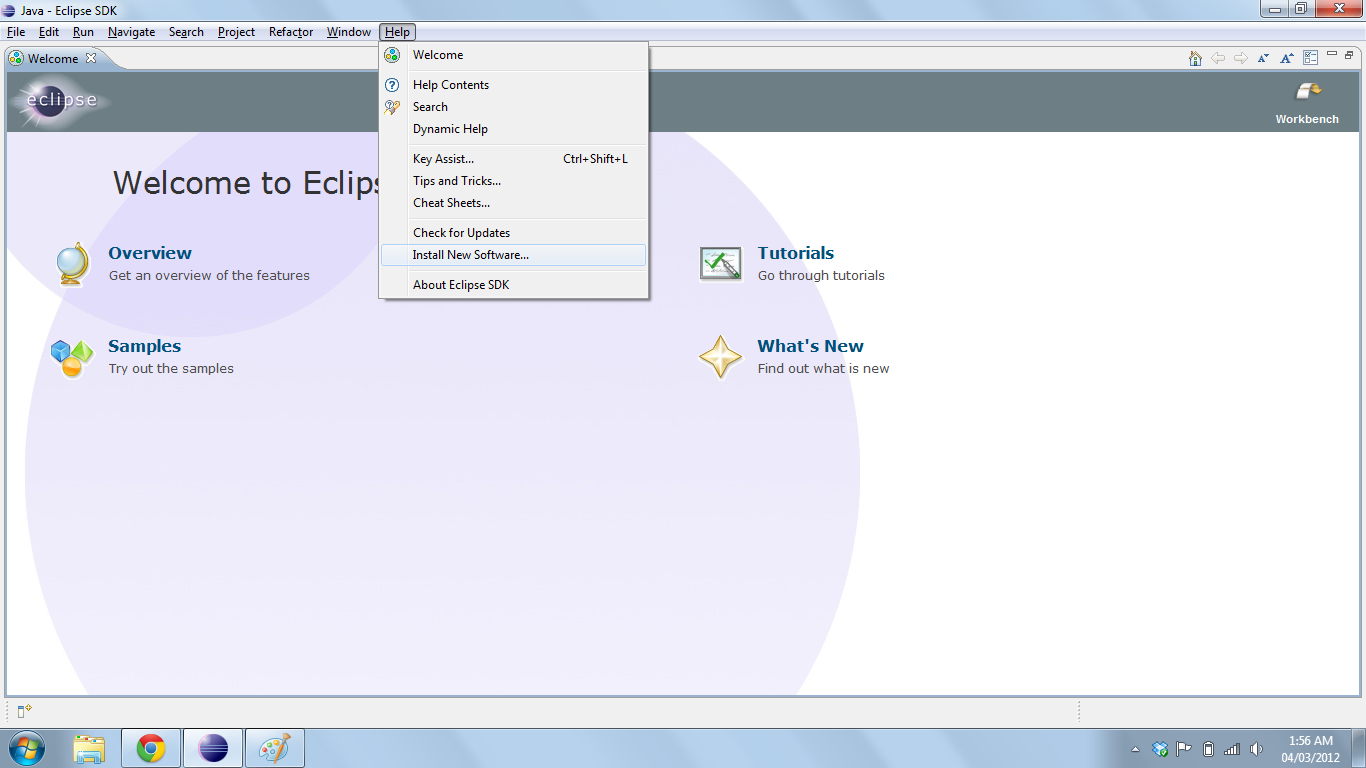 Java - Eclipse SDK
File Edit Run Navigate Search Project Refactor Window Help
Welcome
eclipse
Workbench
Welcome
Help Contents
Search
Dynamic Help
Key Assist... Ctrl+Shift+L
Tips and Tricks...
Cheat Sheets...
Check for Updates
Install New Software...
About Eclipse SDK
Welcome to Eclips
Overview
Get an overview of the features
Tutorials
Go through tutorials
Samples
Try out the samples
What's New
Find out what is new
1:56 AM
04/03/2012